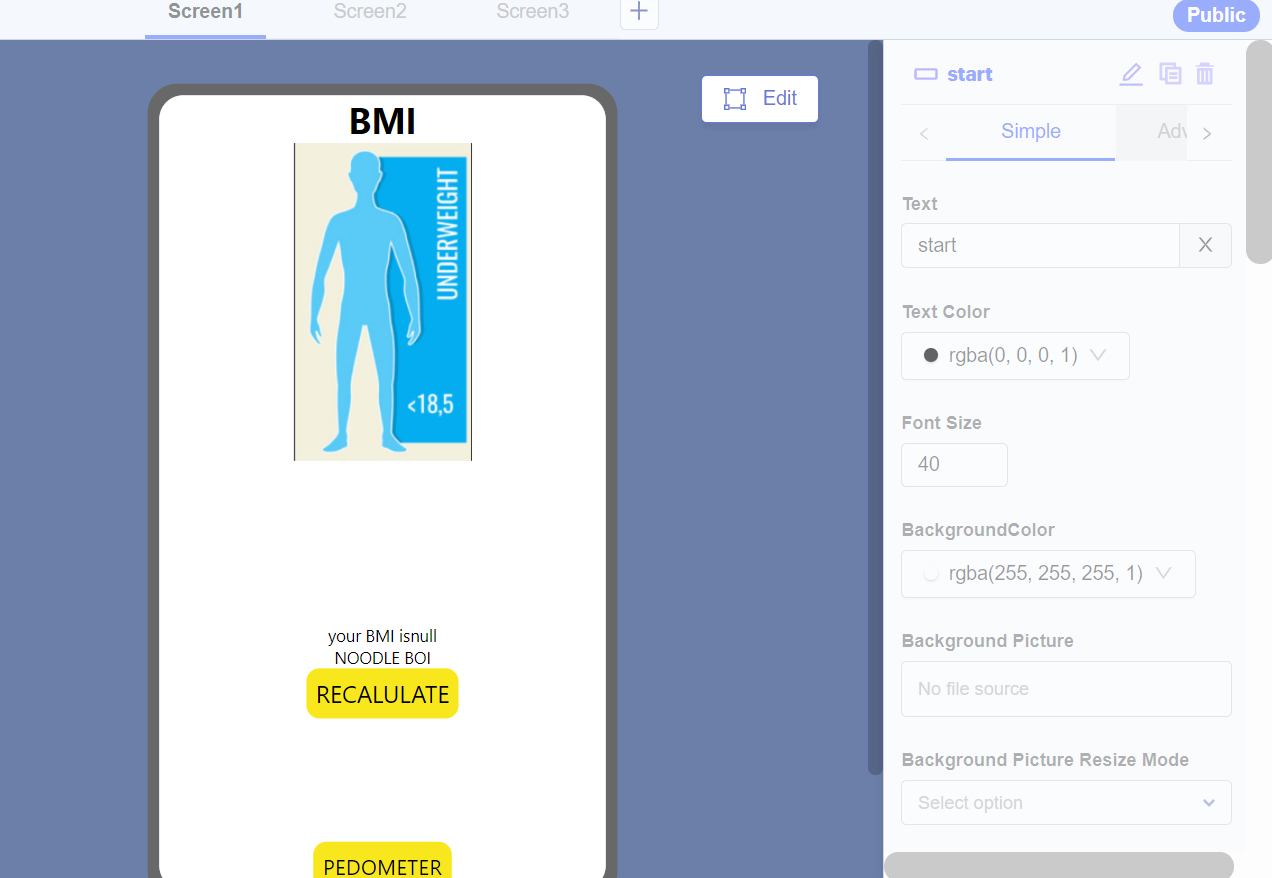 Screen1
Screen2
Screen3
Public
Edit
BMI
UNDERWEIGHT
<18,5
your BMI isnull
NOODLE BOI
RECALULATE
PEDOMETER
start
Simple
Adv
Text
start
X
Text Color
rgba(0, 0, 0, 1)
Font Size
40
BackgroundColor
rgba(255, 255, 255, 1)
Background Picture
No file source
Background Picture Resize Mode
Select option